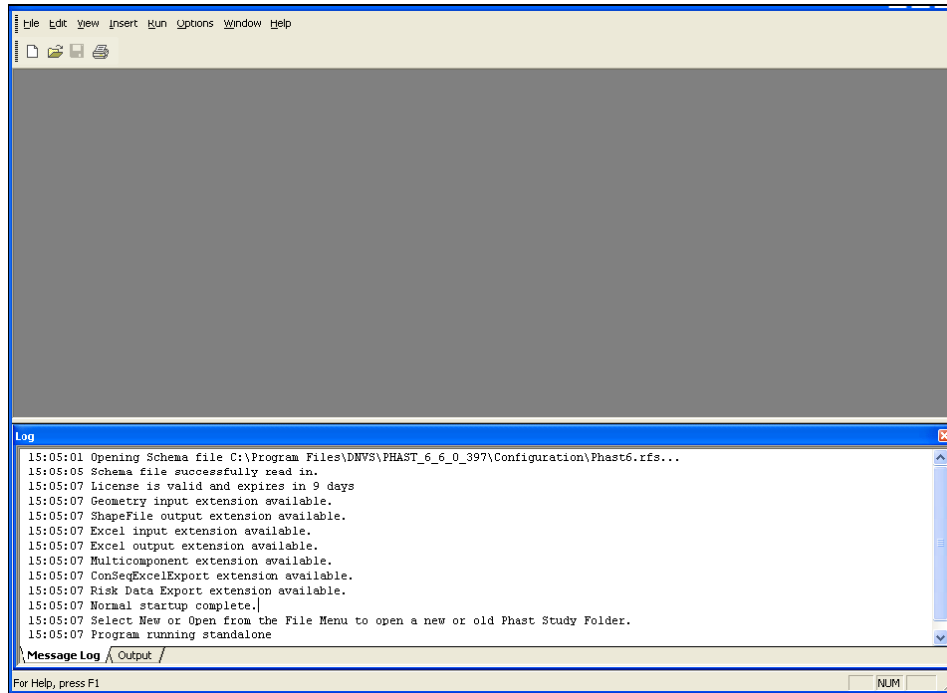 File Edit View Insert Run Options Window Help
Log
15:05:01 Opening Schema file C:\Program Files\DNVS\PHAST_6_6_0_397\Configuration\Phast6.rfs...
15:05:05 Schema file successfully read in.
15:05:07 License is valid and expires in 9 days
15:05:07 Geometry input extension available.
15:05:07 ShapeFile output extension available.
15:05:07 Excel input extension available.
15:05:07 Excel output extension available.
15:05:07 Multicomponent extension available.
15:05:07 ConSeqExcelExport extension available.
15:05:07 Risk Data Export extension available.
15:05:07 Normal startup complete.
15:05:07 Select New or Open from the File Menu to open a new or old Phast Study Folder.
15:05:07 Program running standalone
Message Log Output
For Help, press F1 NUM